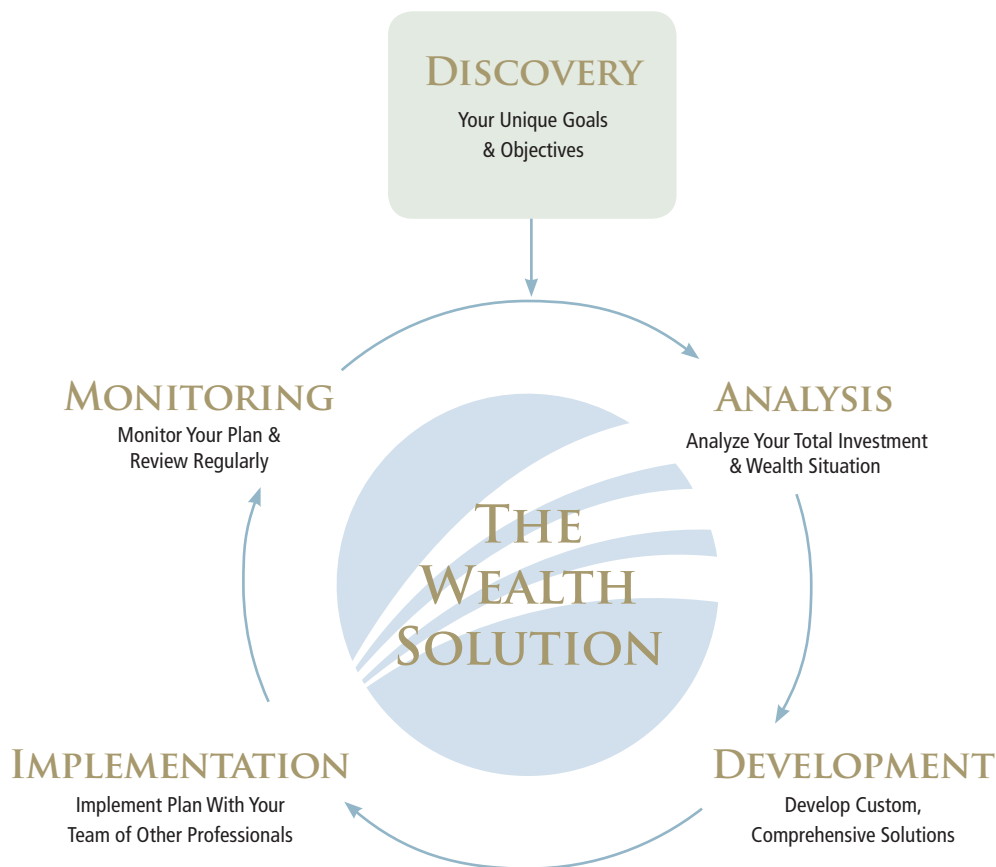 DISCOVERY
Your Unique Goals
& Objectives
MONITORING
Monitor Your Plan &
Review Regularly
ANALYSIS
Analyze Your Total Investment
& Wealth Situation
THE
WEALTH
SOLUTION
IMPLEMENTATION
Implement Plan With Your
Team of Other Professionals
DEVELOPMENT
Develop Custom,
Comprehensive Solutions